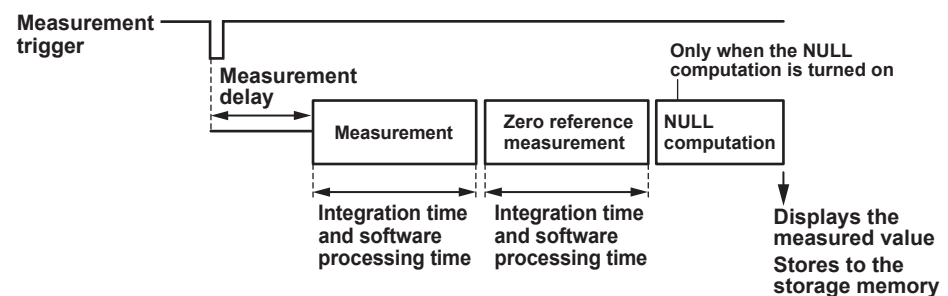 Measurement
trigger
Only when the NULL
computation is turned on
Measurement
delay
Measurement
Zero reference
measurement
NULL
computation
Integration time
and software
processing time
Integration time
and software
processing time
Displays the
measured value
Stores to the
storage memory